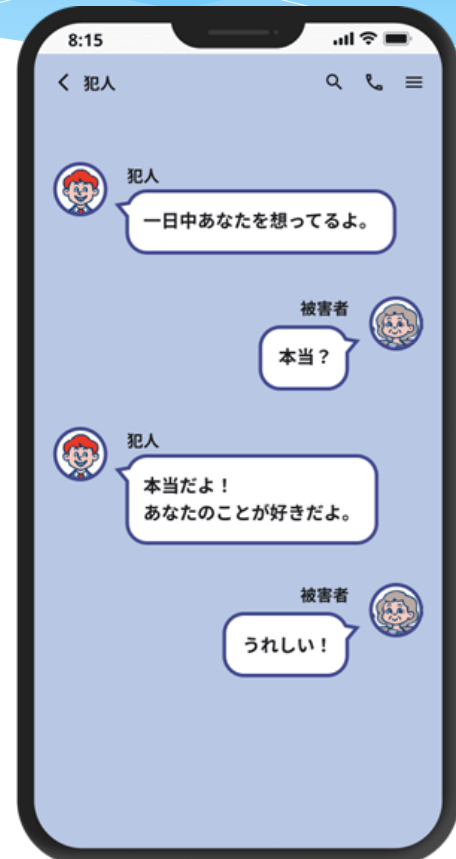 8:15
犯人
犯人
一日中あなたを想ってるよ。
被害者
本当？
犯人
本当だよ！
あなたのことが好きだよ。
被害者
うれしい！